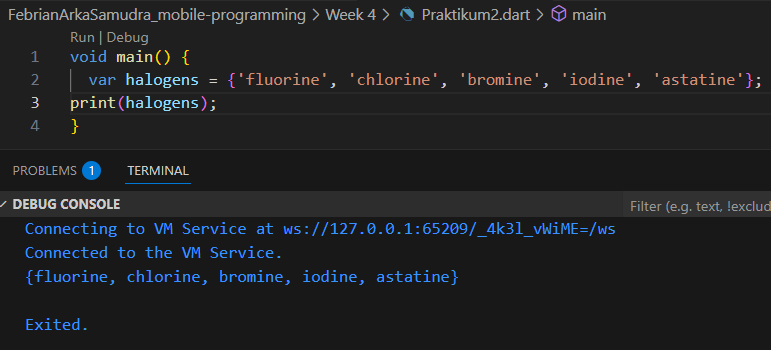 FebrianArkaSamudra_mobile-programming > Week 4 > Praktikum2.dart > main
Run | Debug
1 void main() {
2   var halogens = {'fluorine', 'chlorine', 'bromine', 'iodine', 'astatine'};
3 print(halogens);
4 }
PROBLEMS 1 TERMINAL
DEBUG CONSOLE Filter (e.g. text, !exclud
Connecting to VM Service at ws://127.0.0.1:65209/_4k3l_vWiME=/ws
Connected to the VM Service.
{fluorine, chlorine, bromine, iodine, astatine}
Exited.